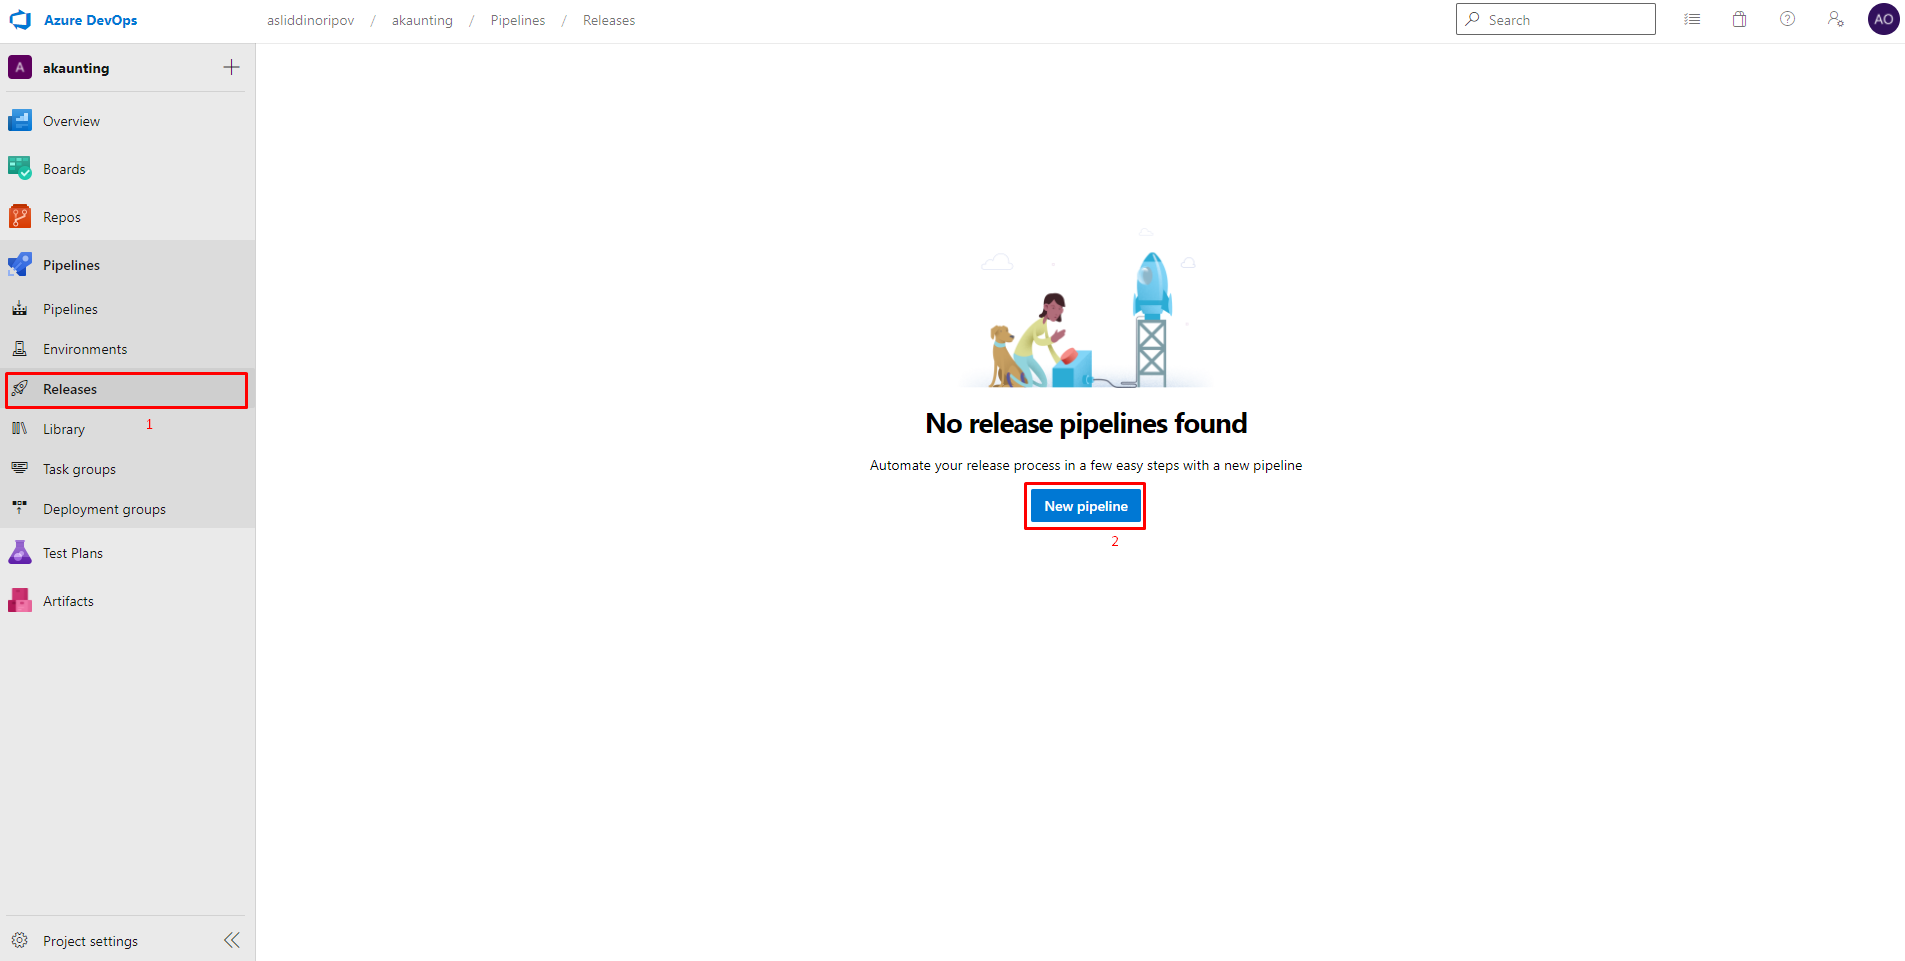 Azure DevOps
asliddinoripov / akaunting / Pipelines / Releases
Search
AO
A akaunting
Overview
Boards
Repos
Pipelines
Pipelines
Environments
Releases
1
Library
Task groups
Deployment groups
Test Plans
Artifacts
Project settings
No release pipelines found
Automate your release process in a few easy steps with a new pipeline
New pipeline
2